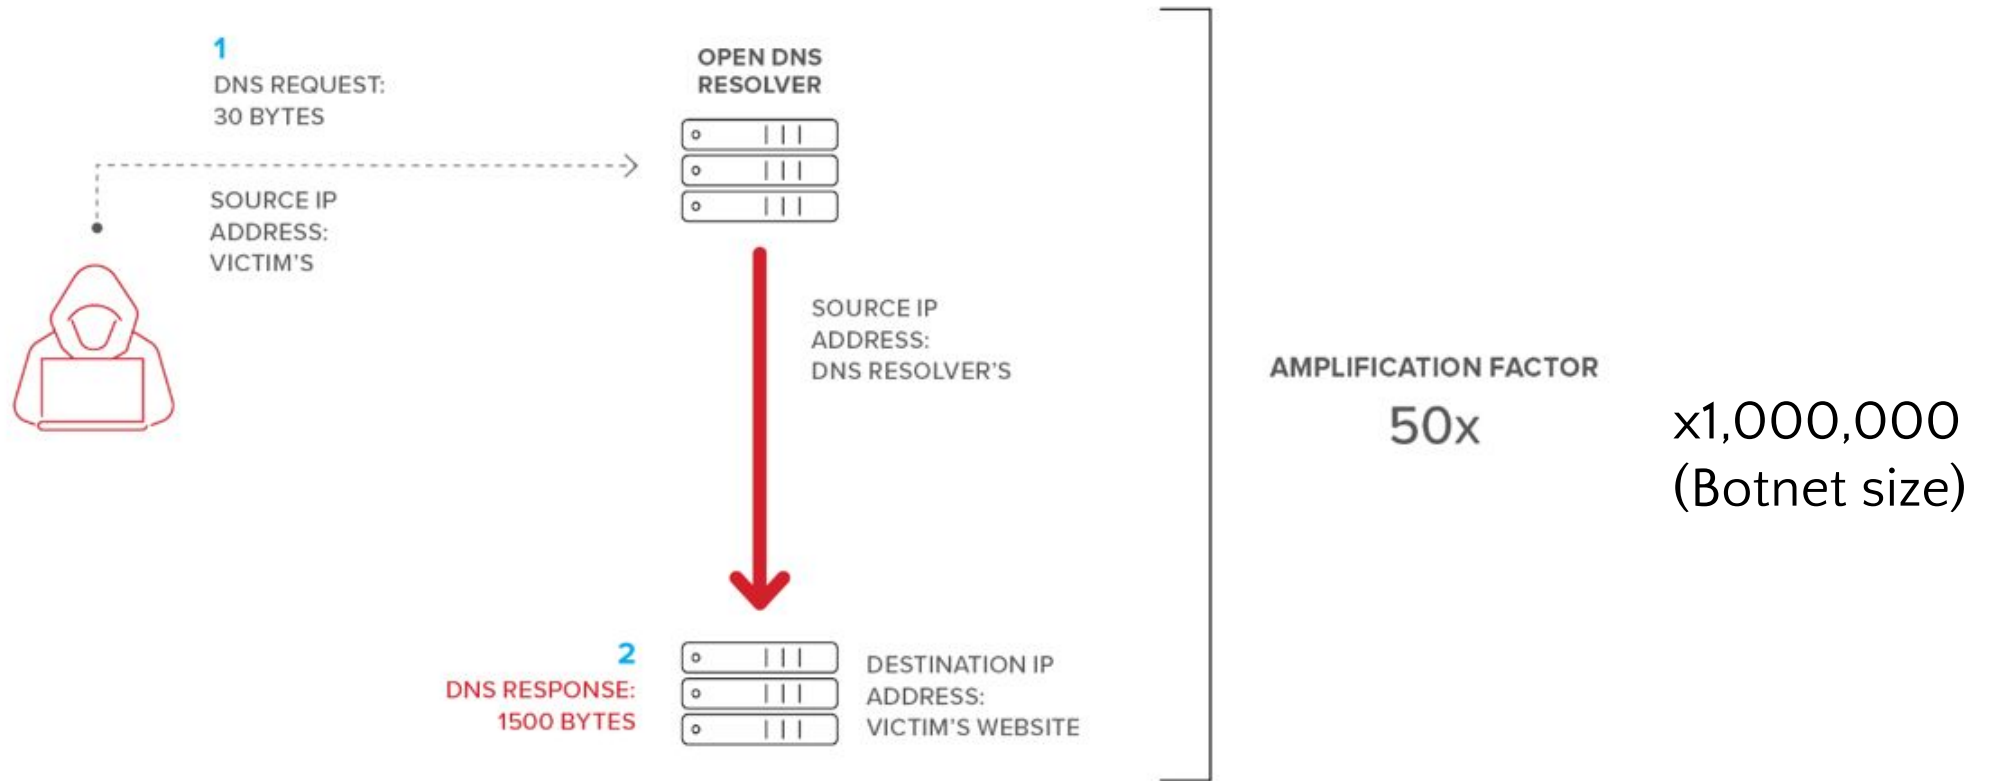 1
DNS REQUEST:
30 BYTES
SOURCE IP
ADDRESS:
VICTIM'S
OPEN DNS
RESOLVER
SOURCE IP
ADDRESS:
DNS RESOLVER'S
2
DNS RESPONSE:
1500 BYTES
DESTINATION IP
ADDRESS:
VICTIM'S WEBSITE
AMPLIFICATION FACTOR
50x
x1,000,000
(Botnet size)